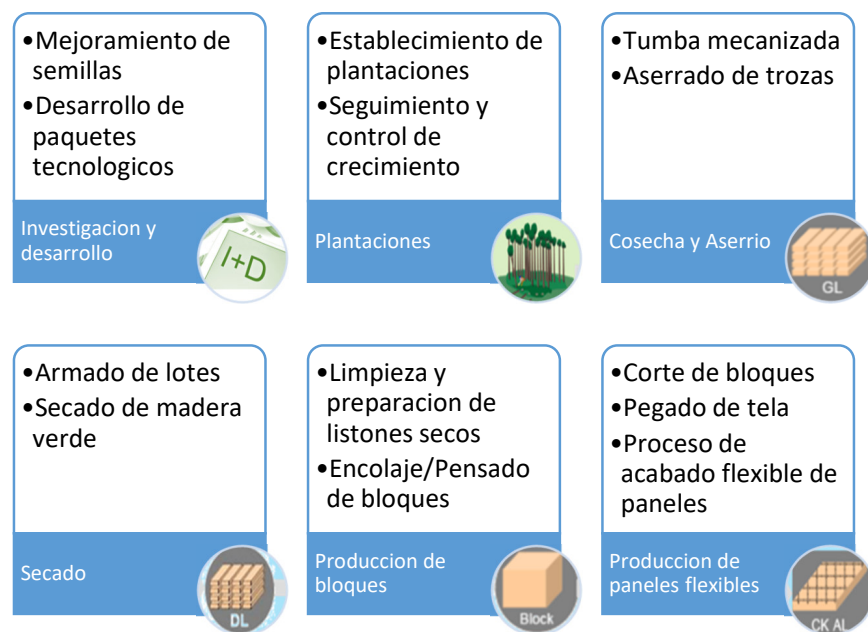 •Mejoramiento de
semillas
•Desarrollo de
paquetes
tecnologicos
Investigacion y
desarrollo
I+D
•Establecimiento de
plantaciones
•Seguimiento y
control de
crecimiento
Plantaciones
•Tumba mecanizada
•Aserrado de trozas
Cosecha y Aserrio
GL
•Armado de lotes
•Secado de madera
verde
Secado
DL
•Limpieza y
preparacion de
listones secos
•Encolaje/Pensado
de bloques
Produccion de
bloques
Block
•Corte de bloques
•Pegado de tela
•Proceso de
acabado flexible de
paneles
Produccion de
paneles flexibles
CK AL